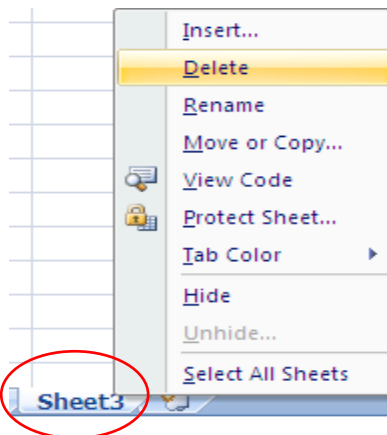 Insert...
Delete
Rename
Move or Copy...
View Code
Protect Sheet...
Tab Color
Hide
Unhide...
Select All Sheets
Sheet3